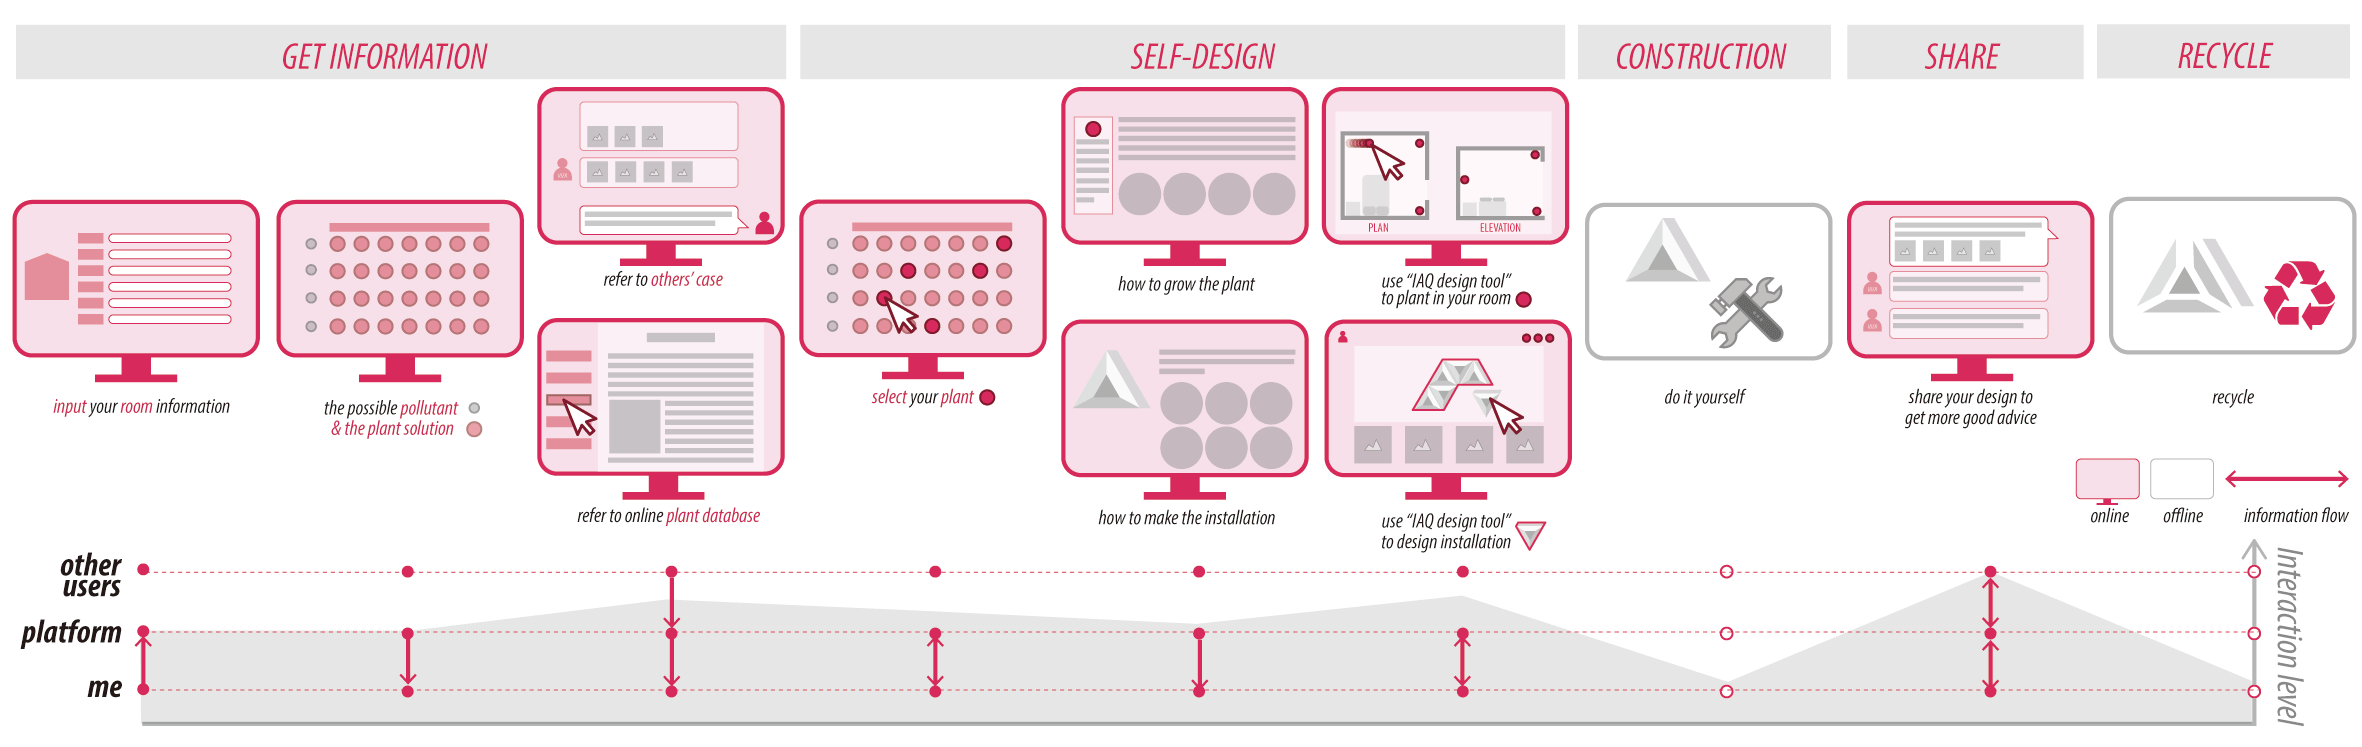 GET INFORMATION
SELF-DESIGN
CONSTRUCTION
SHARE
RECYCLE
input your room information
the possible pollutant
& the plant solution
refer to others' case
refer to online plant database
select your plant
how to grow the plant
how to make the installation
PLAN
ELEVATION
use “IAQ design tool”
to plant in your room
use “IAQ design tool”
to design installation
do it yourself
share your design to
get more good advice
recycle
online
offline
information flow
other
users
platform
me
Interaction level